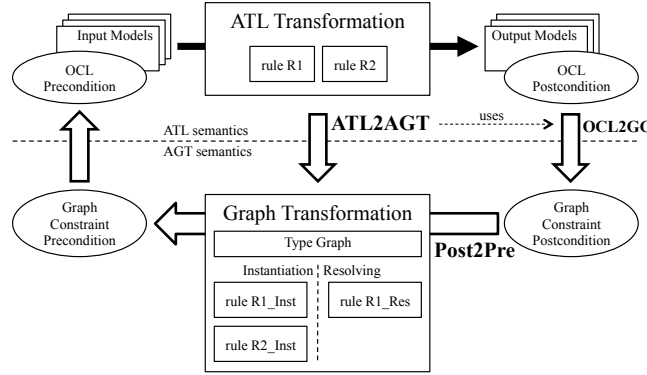 Input Models
OCL
Precondition
ATL Transformation
rule R1
rule R2
Output Models
OCL
Postcondition
ATL2AGT
uses
OCL2GC
ATL semantics
AGT semantics
Graph
Constraint
Precondition
Graph Transformation
Type Graph
Instantiation
Resolving
rule R1_Inst
rule R1_Res
rule R2_Inst
Post2Pre
Graph
Constraint
Postcondition